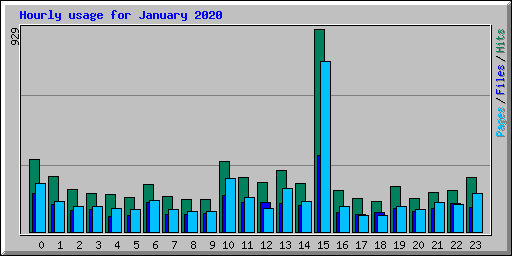 Hourly usage for January 2020
929
Pages / Files / Hits
0 1 2 3 4 5 6 7 8 9 10 11 12 13 14 15 16 17 18 19 20 21 22 23